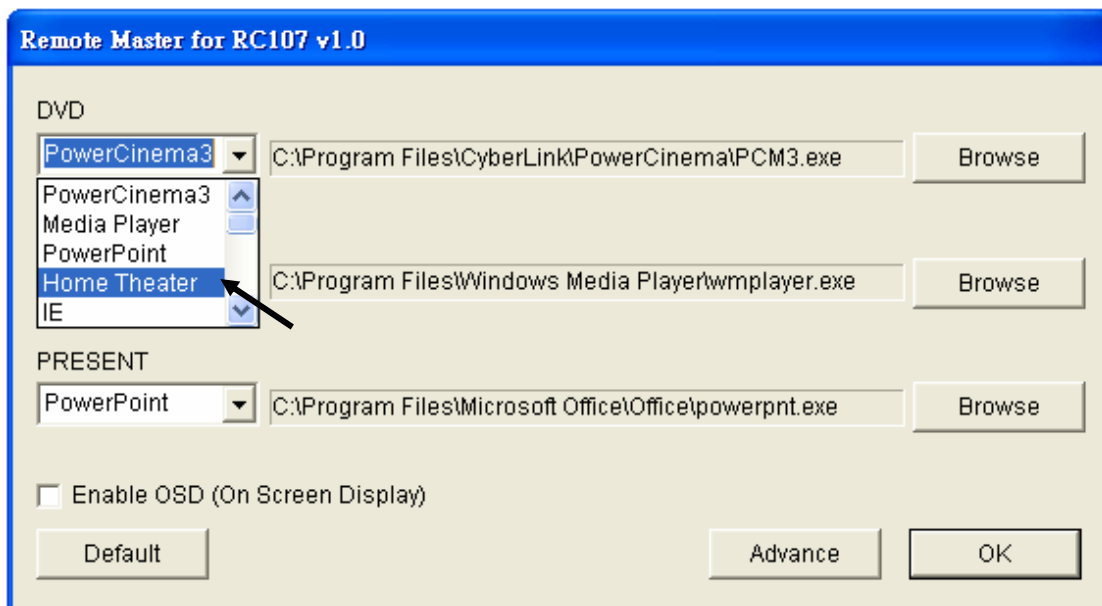 Remote Master for RC107 v1.0
DVD
PowerCinema3 C:\Program Files\CyberLink\PowerCinema\PCM3.exe Browse
PowerCinema3
Media Player
PowerPoint
Home Theater
IE
C:\Program Files\Windows Media Player\wmplayer.exe Browse
PRESENT
PowerPoint C:\Program Files\Microsoft Office\Office\powerpnt.exe Browse
Enable OSD (On Screen Display)
Default Advance OK